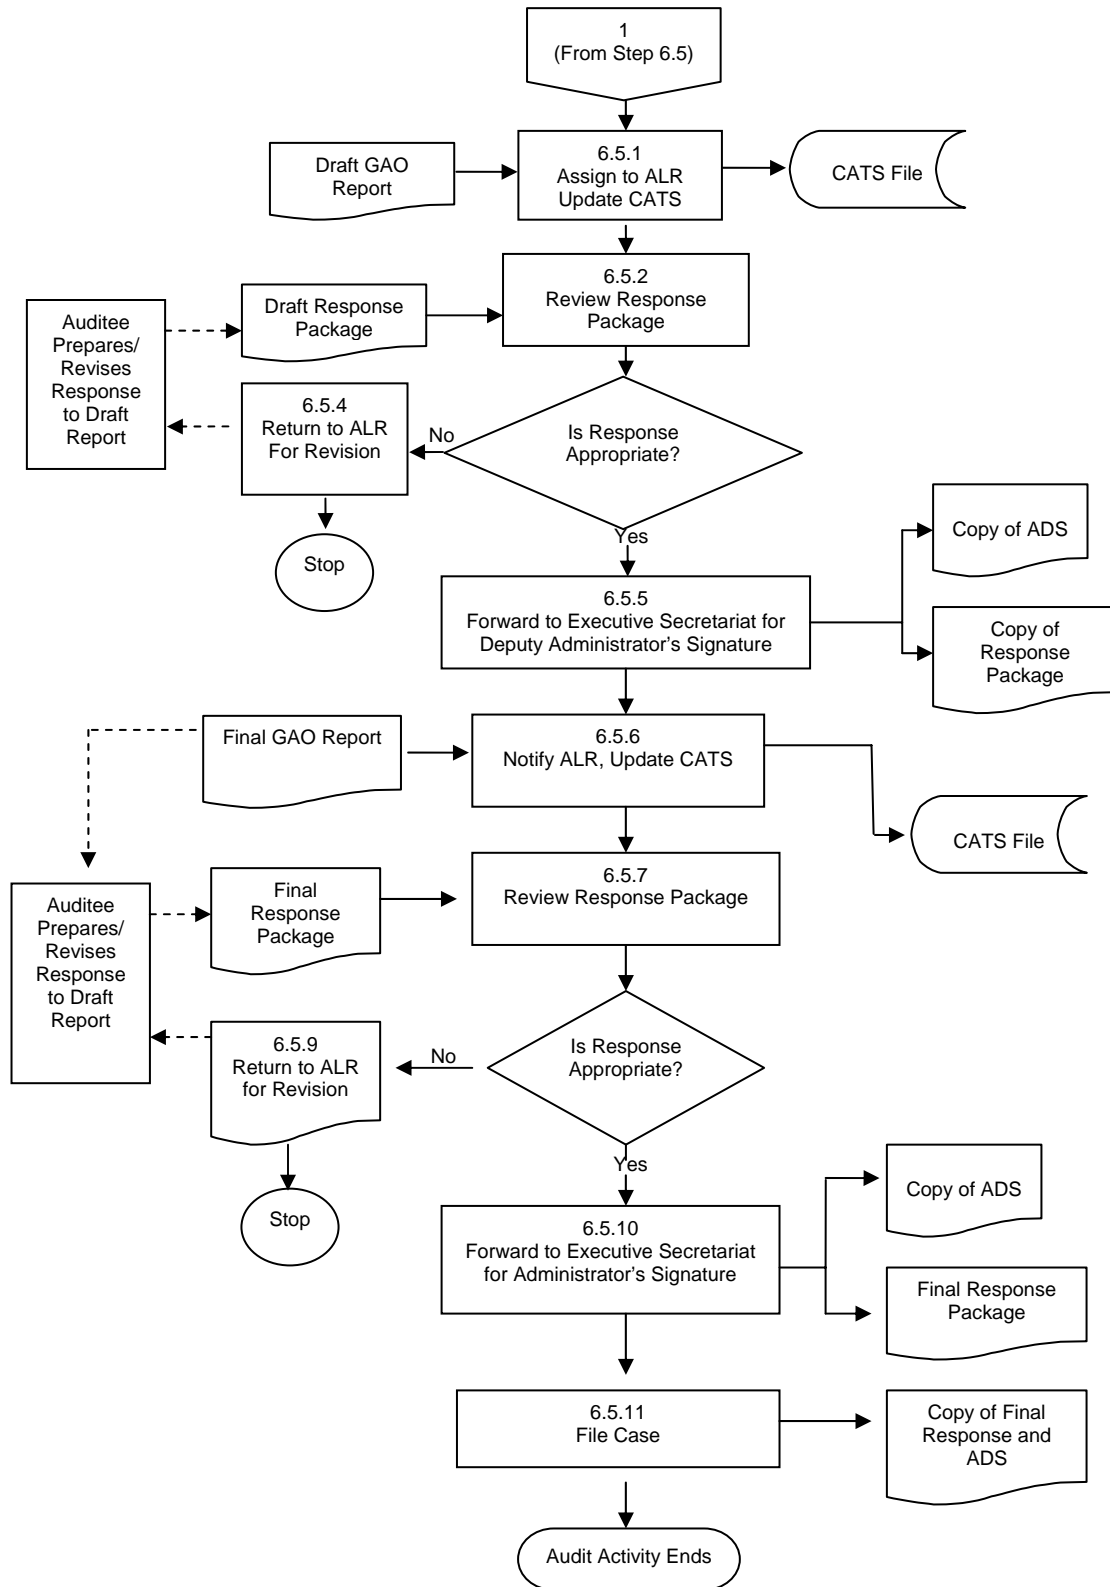 1
(From Step 6.5)
Draft GAO
Report
6.5.1
Assign to ALR
Update CATS
CATS File
6.5.2
Review Response
Package
Draft Response
Package
Auditee
Prepares/
Revises
Response
to Draft
Report
6.5.4
Return to ALR
For Revision
No
Is Response
Appropriate?
Stop
Yes
Copy of ADS
6.5.5
Forward to Executive Secretariat for
Deputy Administrator’s Signature
Copy of
Response
Package
Final GAO Report
6.5.6
Notify ALR, Update CATS
CATS File
6.5.7
Review Response Package
Final
Response
Package
Auditee
Prepares/
Revises
Response
to Draft
Report
6.5.9
Return to ALR
for Revision
No
Is Response
Appropriate?
Stop
Yes
Copy of ADS
6.5.10
Forward to Executive Secretariat
for Administrator’s Signature
Final Response
Package
6.5.11
File Case
Copy of Final
Response and
ADS
Audit Activity Ends